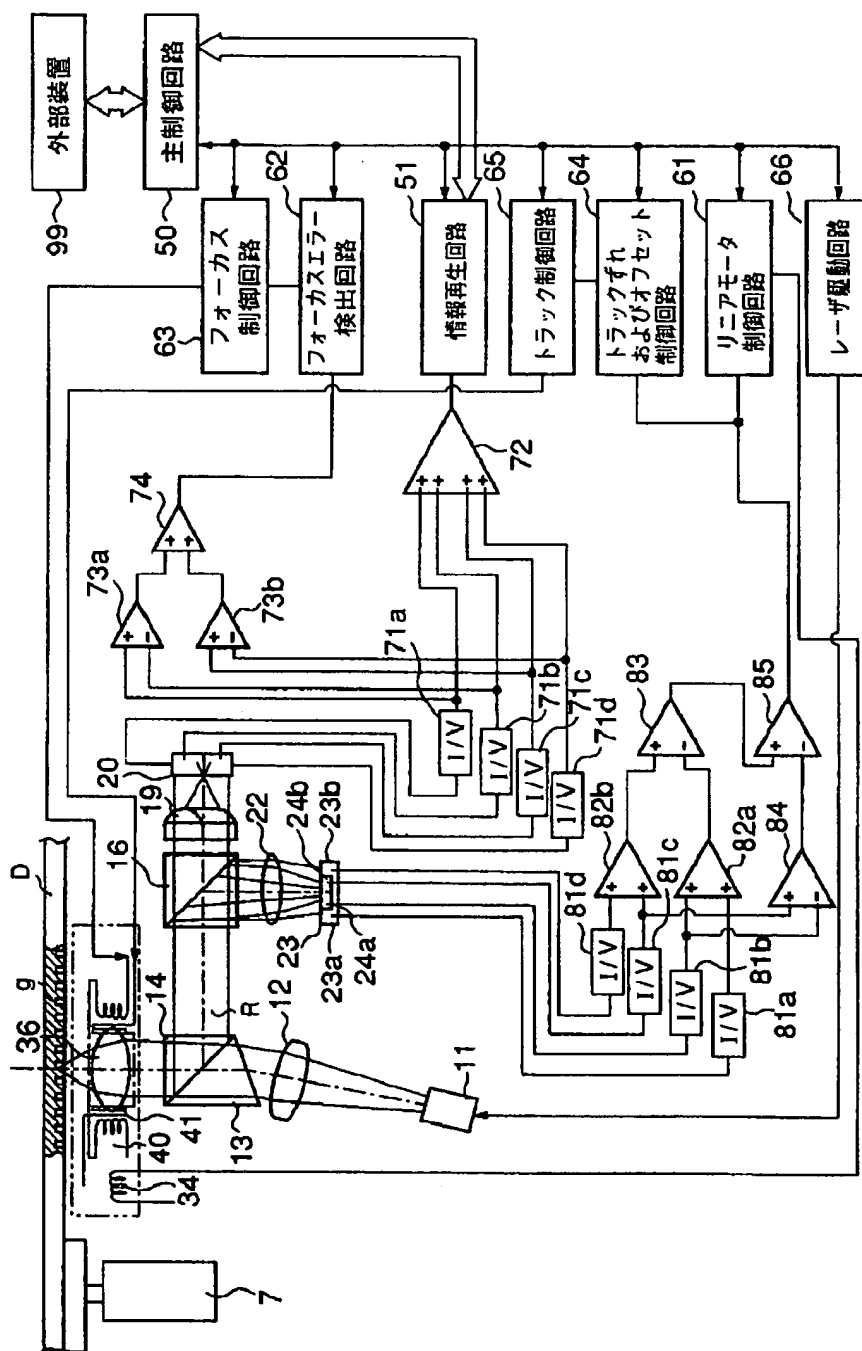 外部装置
99
主制御回路
50
フォーカス
制御回路
63
62
フォーカスエラー
検出回路
51
情報再生回路
65
トラック制御回路
64
トラックずれ
およびオフセット
制御回路
61
リニアモータ
制御回路
66
レーザ駆動回路
74
+
+
73a
+
-
73b
+
-
72
+
+
+
+
71a
I/V
71b
I/V
71c
I/V
71d
I/V
83
+
-
85
+
-
82b
+
+
82a
+
+
84
+
-
81d
I/V
81c
I/V
81b
I/V
81a
I/V
20
19
16
22
24b
23b
23
23a
24a
D
g
36
14
R
12
11
13
41
40
34
7